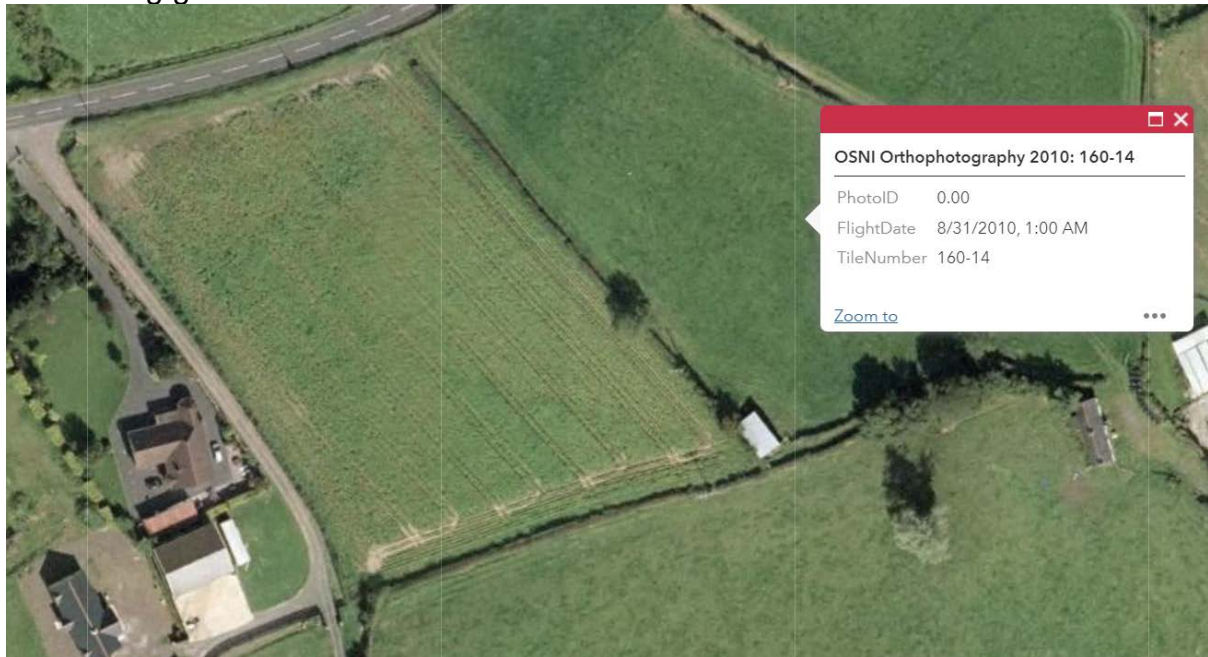 OSNI Orthophotography 2010: 160-14
PhotoID 0.00
FlightDate 8/31/2010, 1:00 AM
TileNumber 160-14
Zoom to